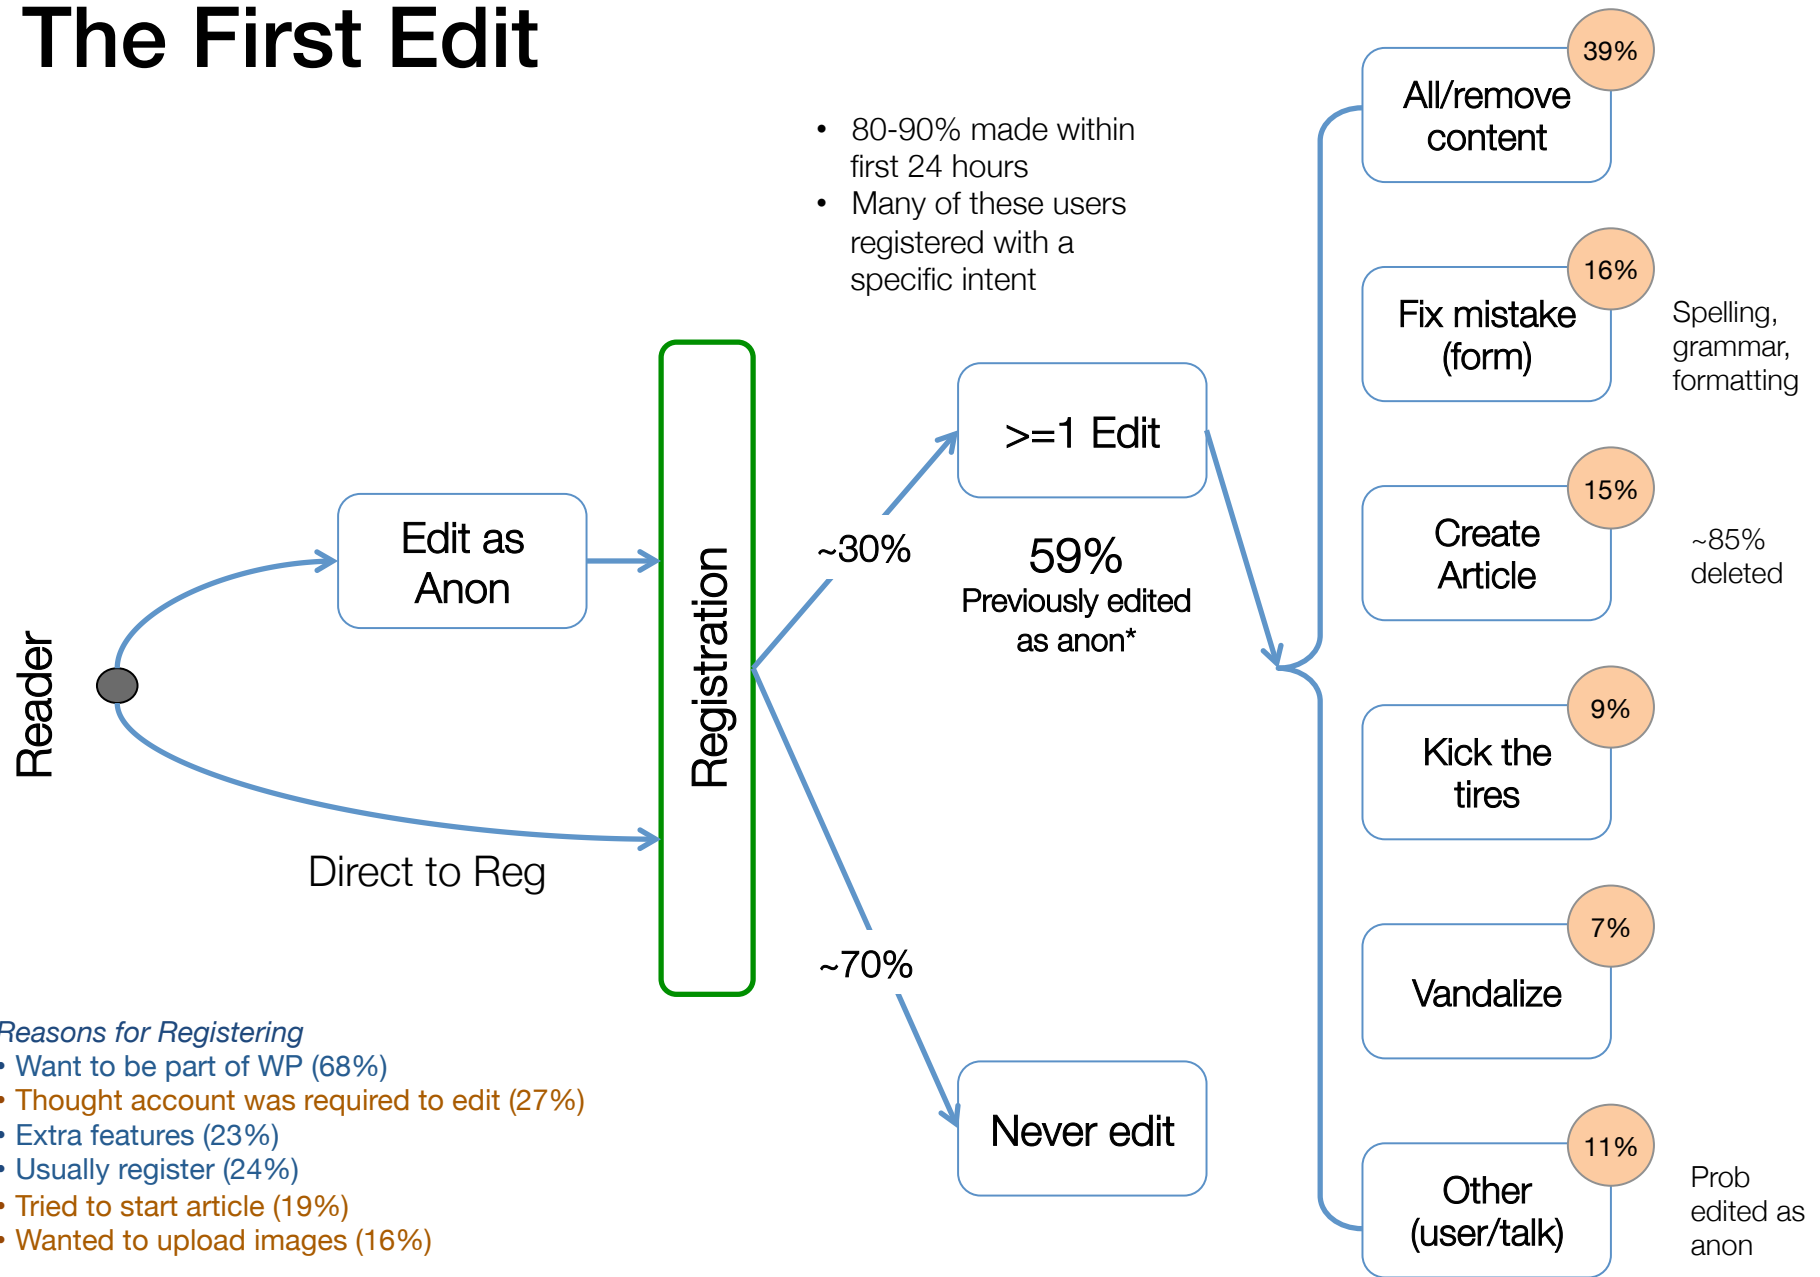 The First Edit
• 80-90% made within
first 24 hours
• Many of these users
registered with a
specific intent
Reader
Edit as
Anon
Direct to Reg
Registration
~30%
~70%
>=1 Edit
59%
Previously edited
as anon*
Never edit
39%
All/remove
content
16%
Fix mistake
(form)
Spelling,
grammar,
formatting
15%
Create
Article
~85%
deleted
9%
Kick the
tires
7%
Vandalize
11%
Other
(user/talk)
Prob
edited as
anon
Reasons for Registering
• Want to be part of WP (68%)
• Thought account was required to edit (27%)
• Extra features (23%)
• Usually register (24%)
• Tried to start article (19%)
• Wanted to upload images (16%)